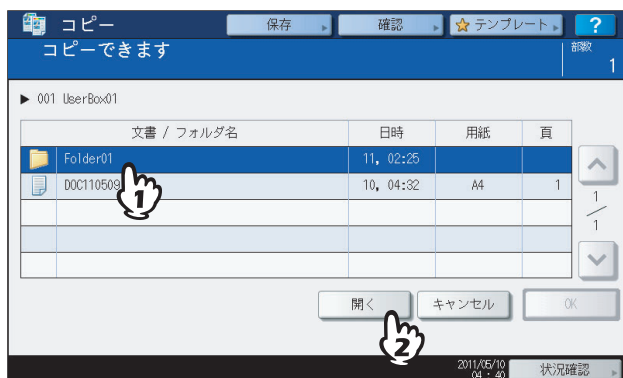 コピー 保存 確認 テンプレート ?
コピーできます 部数 1
▶ 001 UserBox01
文書 / フォルダ名 日時 用紙 頁
Folder01 11, 02:25
DOC110509 10, 04:32 A4 1
1
1
1
開く キャンセル OK
2
2011/05/10
04 : 40
状況確認